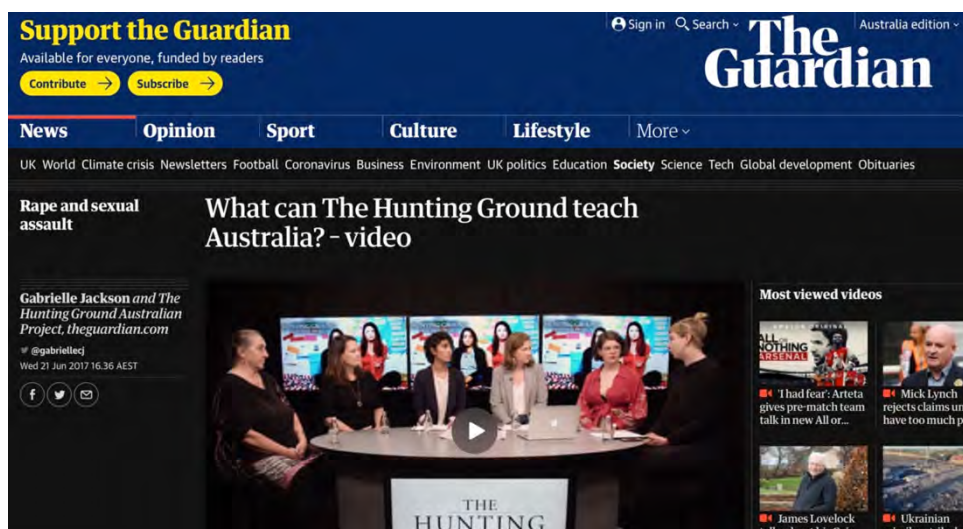 Support the Guardian
Available for everyone, funded by readers
Contribute →
Subscribe →
Sign in
Search
Australia edition
The
Guardian
News
Opinion
Sport
Culture
Lifestyle
More
UK World Climate crisis Newsletters Football Coronavirus Business Environment UK politics Education Society Science Tech Global development Obituaries
Rape and sexual
assault
What can The Hunting Ground teach
Australia? – video
Gabrielle Jackson and The
Hunting Ground Australian
Project, theguardian.com
@gabriellecj
Wed 21 Jun 2017 16.36 AEST
THE
HUNTING
Most viewed videos
ALL OR
NOTHING
ARSENAL
'I had fear': Arteta
gives pre-match team
talk in new All or...
Mick Lynch
rejects claims un
have too much p
James Lovelock
Ukrainian